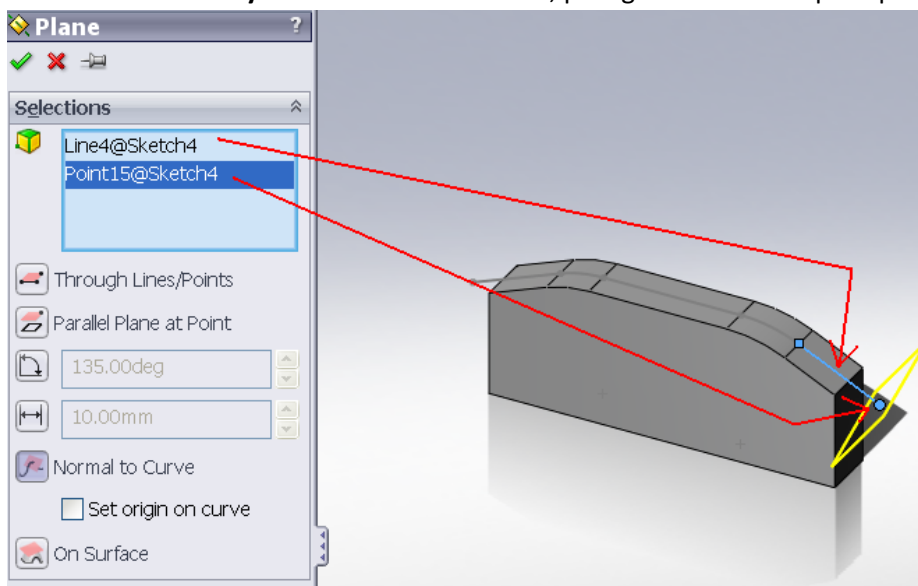 Plane ?
Selections
Line4@Sketch4
Point15@Sketch4
Through Lines/Points
Parallel Plane at Point
135.00deg
10.00mm
Normal to Curve
Set origin on curve
On Surface